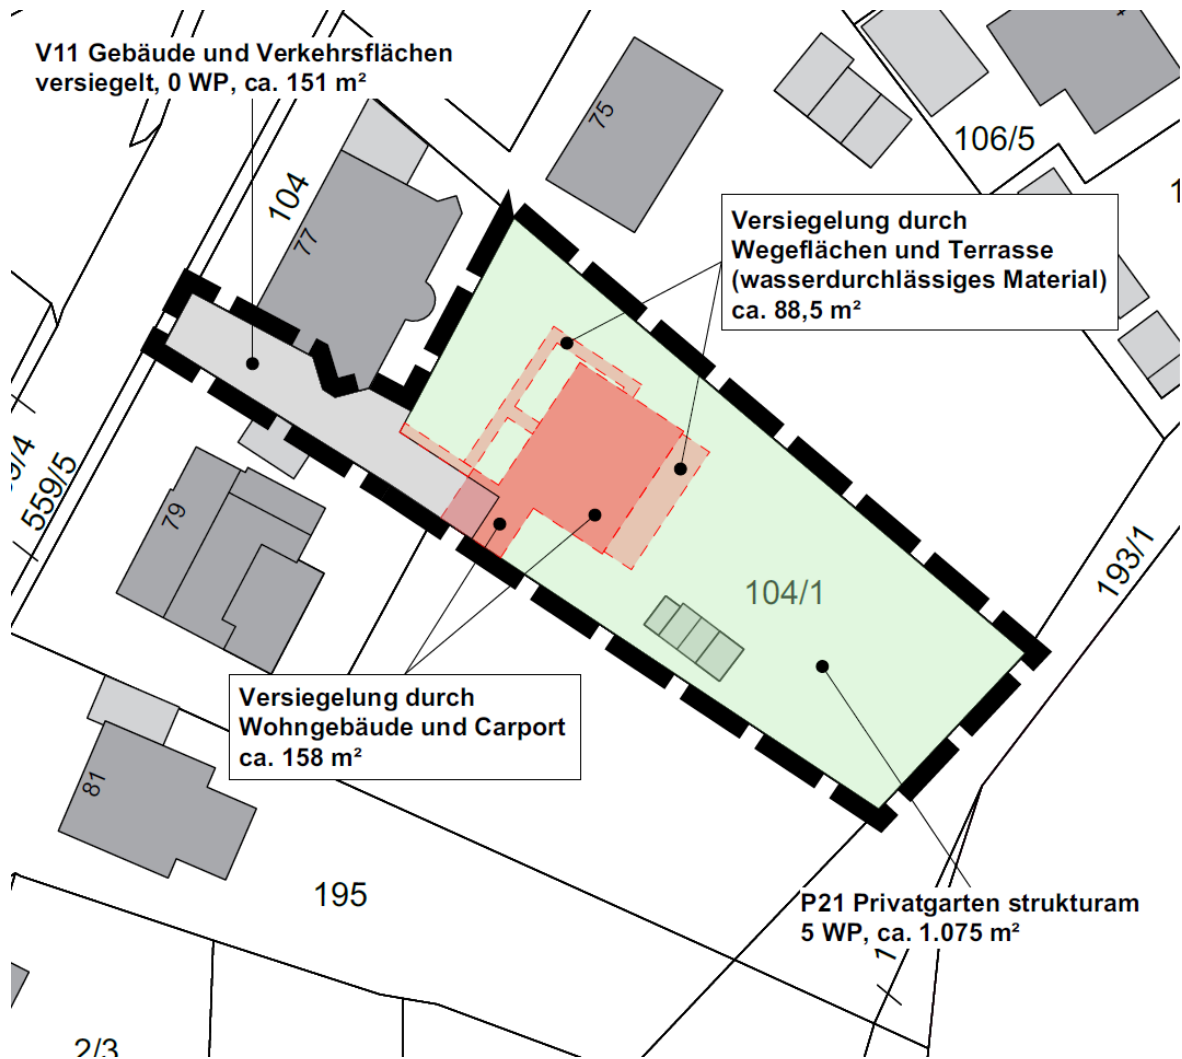 V11 Gebäude und Verkehrsflächen
versiegelt, 0 WP, ca. 151 m²
75
106/5
104
77
Versiegelung durch
Wegeflächen und Terrasse
(wasserdurchlässiges Material)
ca. 88,5 m²
559/5
79
193/1
104/1
Versiegelung durch
Wohngebäude und Carport
ca. 158 m²
81
195
P21 Privatgarten strukturam
5 WP, ca. 1.075 m²
1
2/3